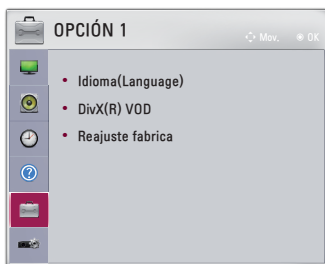 OPCIÓN 1
Mov. OK
• Idioma(Language)
• DivX(R) VOD
• Reajuste fabrica
?